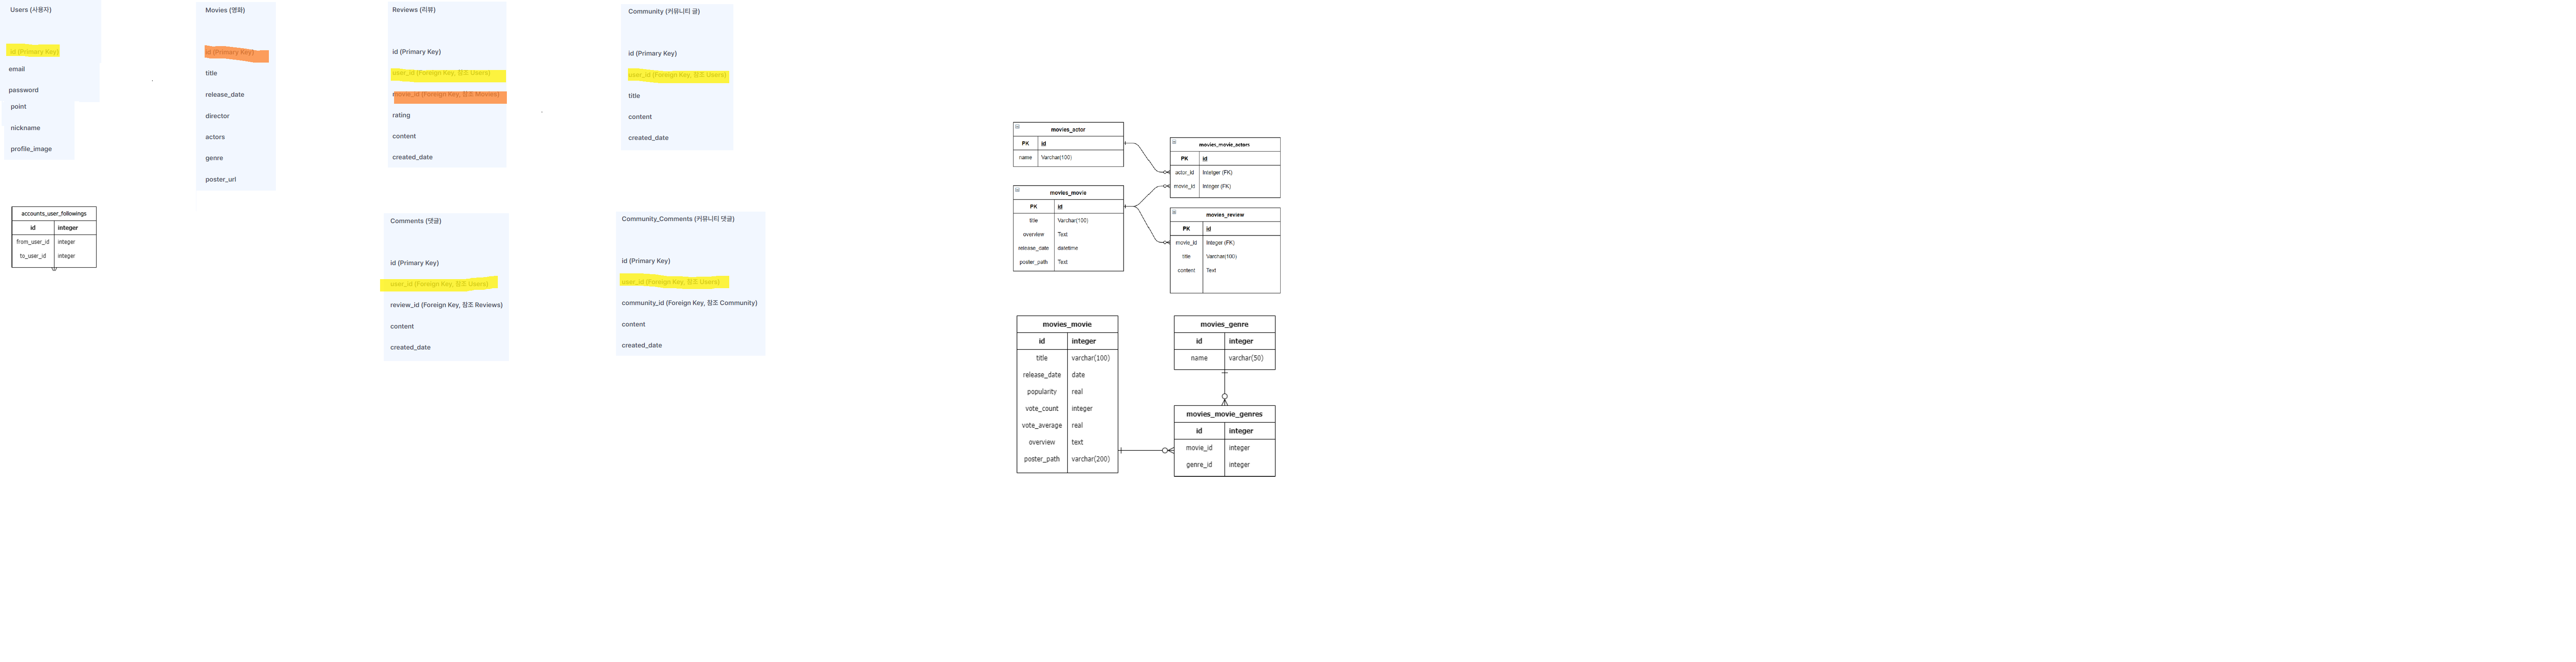 Users (사용자)
id (Primary Key)
email
password
point
nickname
profile_image
Movies (영화)
id (Primary Key)
title
release_date
director
actors
genre
poster_url
Reviews (리뷰)
id (Primary Key)
user_id (Foreign Key, 참조 Users)
movie_id (Foreign Key, 참조 Movies)
rating
content
created_date
Community (커뮤니티 글)
id (Primary Key)
user_id (Foreign Key, 참조 Users)
title
content
created_date
accounts_user_followings
id integer
from_user_id integer
to_user_id integer
Comments (댓글)
id (Primary Key)
user_id (Foreign Key, 참조 Users)
review_id (Foreign Key, 참조 Reviews)
content
created_date
Community_Comments (커뮤니티 댓글)
id (Primary Key)
user_id (Foreign Key, 참조 Users)
community_id (Foreign Key, 참조 Community)
content
created_date
movies_actor
PK id
name Varchar(100)
movies_movie_actors
PK id
actor_id Integer (FK)
movie_id Integer (FK)
movies_movie
PK id
title Varchar(100)
overview Text
release_date datetime
poster_path Text
movies_review
PK id
movie_id Integer (FK)
title Varchar(100)
content Text
movies_movie
id integer
title varchar(100)
release_date date
popularity real
vote_count integer
vote_average real
overview text
poster_path varchar(200)
movies_genre
id integer
name varchar(50)
movies_movie_genres
id integer
movie_id integer
genre_id integer